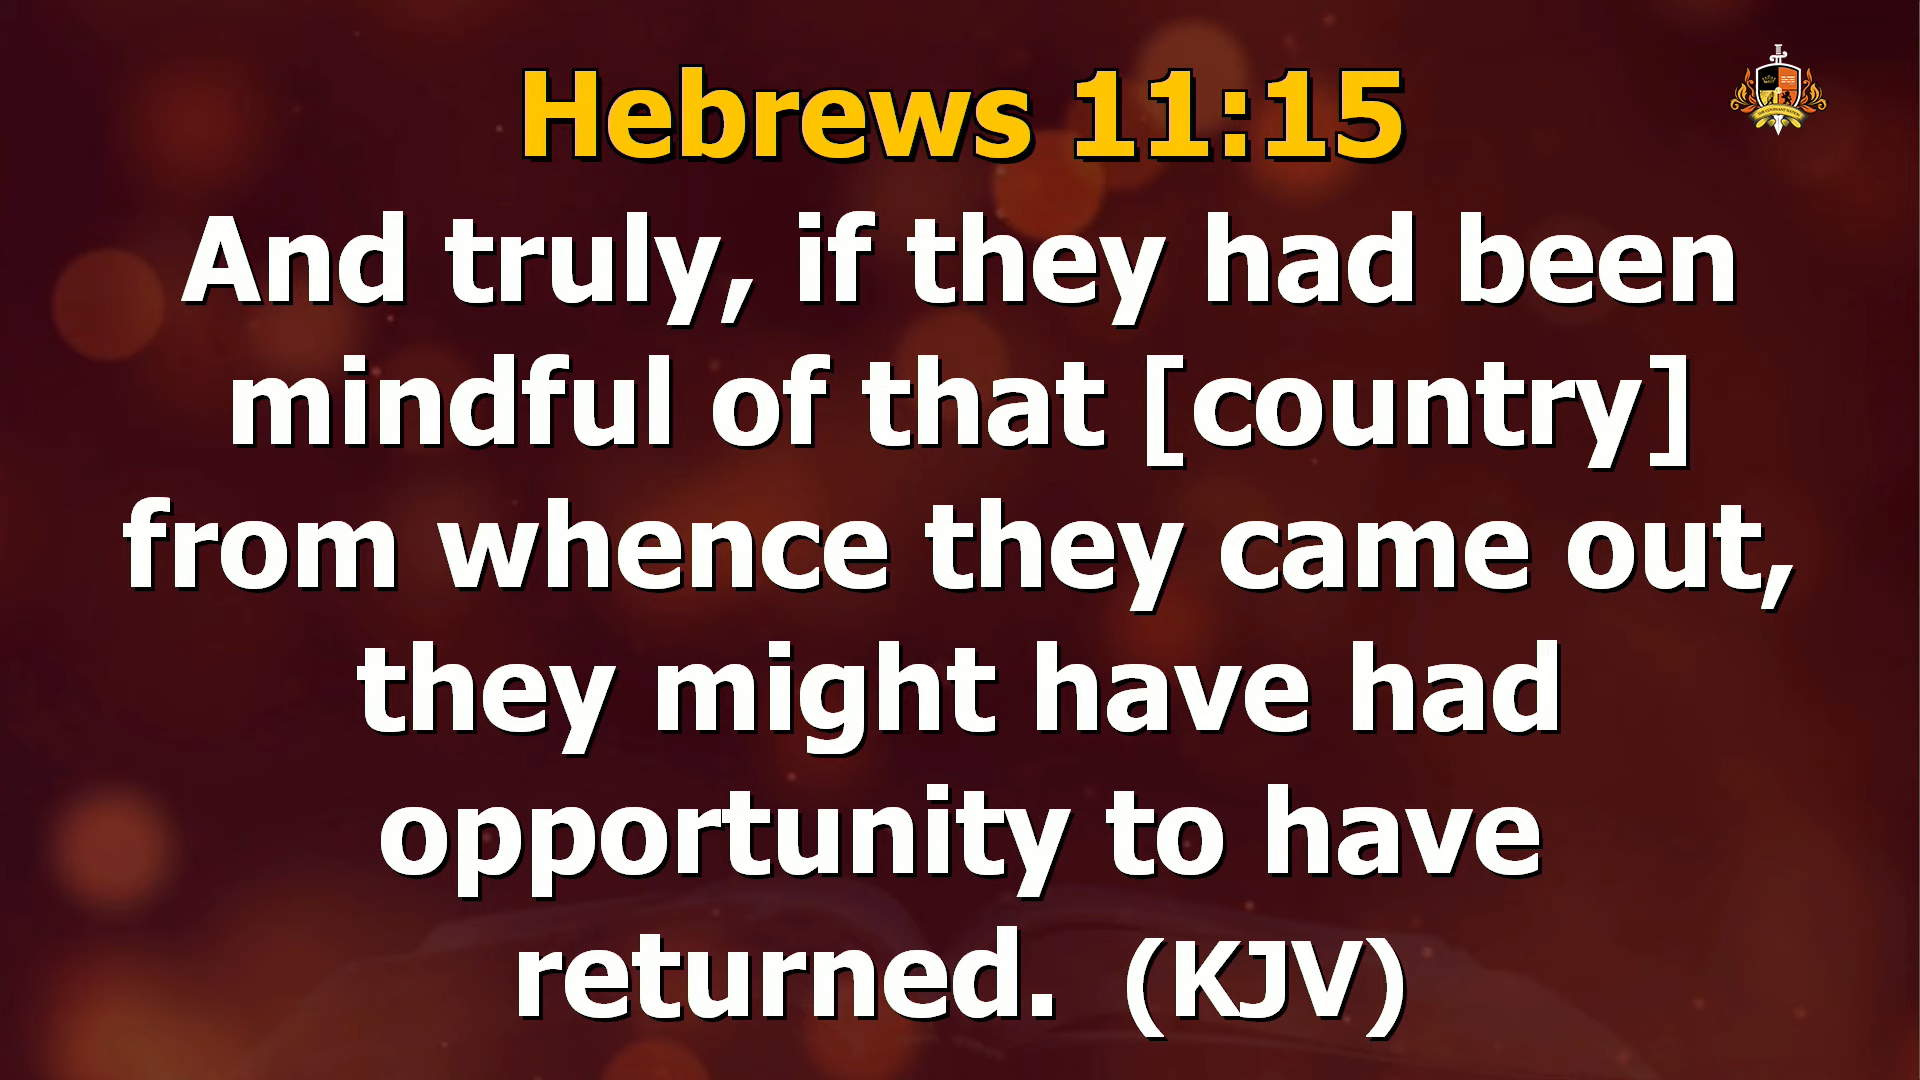 Hebrews 11:15
And truly, if they had been
mindful of that [country]
from whence they came out,
they might have had
opportunity to have
returned. (KJV)